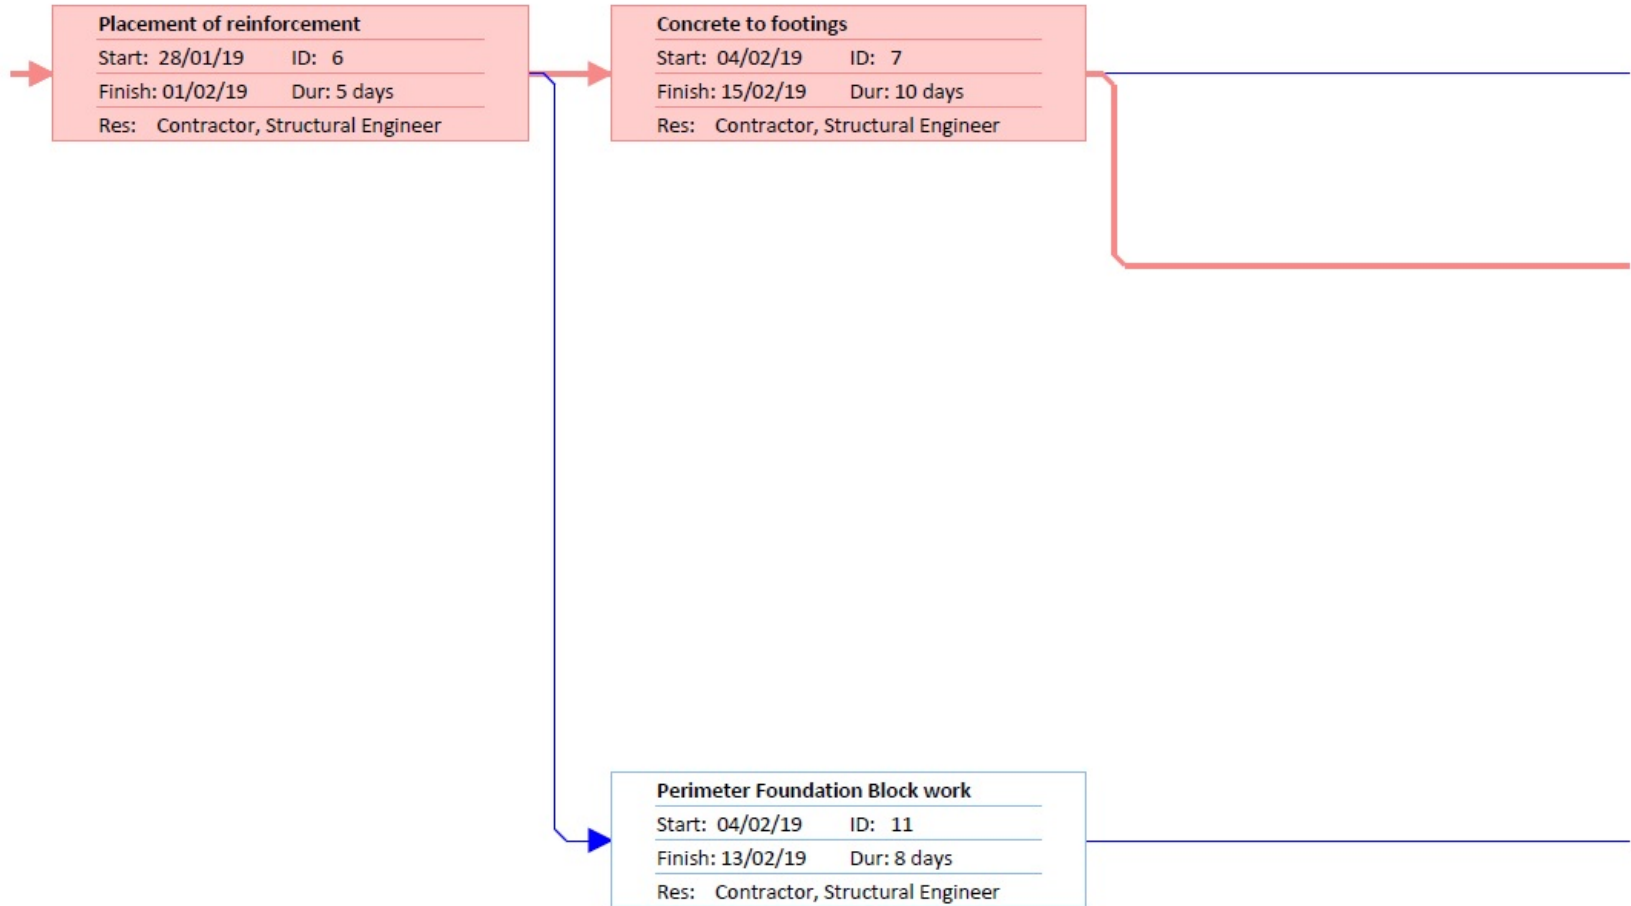 Placement of reinforcement
Start: 28/01/19 ID: 6
Finish: 01/02/19 Dur: 5 days
Res: Contractor, Structural Engineer
Concrete to footings
Start: 04/02/19 ID: 7
Finish: 15/02/19 Dur: 10 days
Res: Contractor, Structural Engineer
Perimeter Foundation Block work
Start: 04/02/19 ID: 11
Finish: 13/02/19 Dur: 8 days
Res: Contractor, Structural Engineer